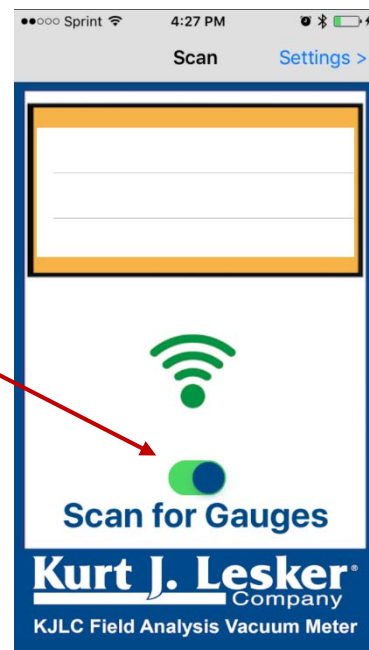 Sprint 4:27 PM
Scan Settings >
Scan for Gauges
Kurt J. Lesker®
Company
KJLC Field Analysis Vacuum Meter